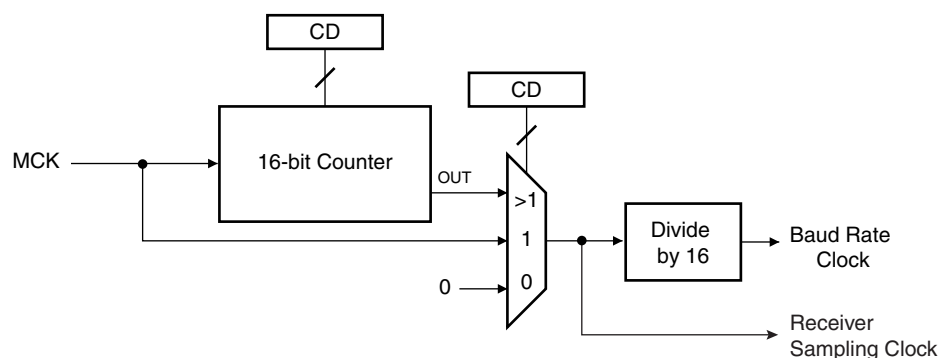 CD
CD
MCK
16-bit Counter
OUT
>1
1
0
0
Divide
by 16
Baud Rate
Clock
Receiver
Sampling Clock